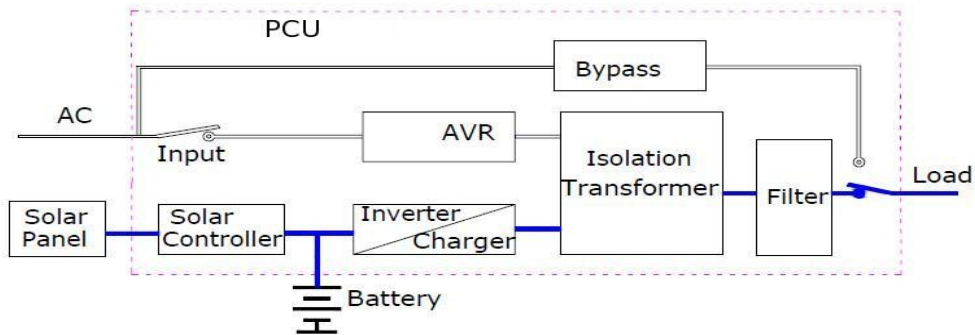 PCU
Bypass
AC
Input
AVR
Isolation
Transformer
Filter
Load
Solar
Panel
Solar
Controller
Inverter
Charger
Battery